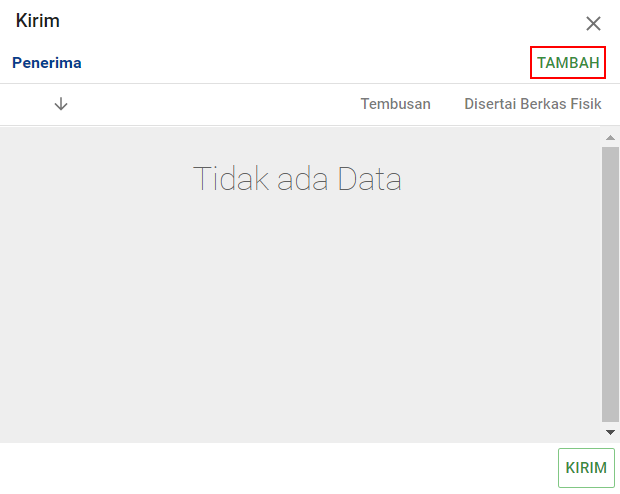 Kirim
Penerima TAMBAH
Tembusan Disertai Berkas Fisik
Tidak ada Data
KIRIM